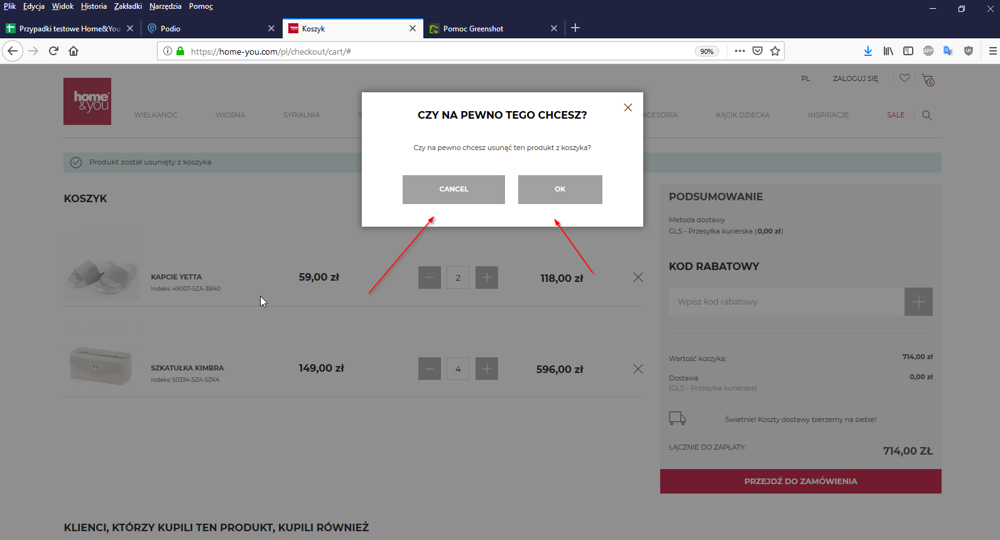 Plik Edycja Widok Historia Zakładki Narzędzia Pomoc
Przypadki testowe Home&You
Podio
Koszyk
Pomoc Greenshot
https://home-you.com/pl/checkout/cart/#
90%
ABP
PL
ZALOGUJ SIĘ
6
home
&you
WIELKANOC
WIOSNA
SYPIALNIA
S
KCESORIA
KĄCIK DZIECKA
INSPIRACJE
SALE
CZY NA PEWNO TEGO CHCESZ?
Czy na pewno chcesz usunąć ten produkt z koszyka?
CANCEL
OK
Produkt został usunięty z koszyka
KOSZYK
KAPCIE YETTA
Indeks: 49007-SZA-39/40
59,00 zł
2
118,00 zł
SZKATUŁKA KIMBRA
Indeks: 50334-SZA-SZKA
149,00 zł
4
596,00 zł
PODSUMOWANIE
Metoda dostawy
GLS - Przesyłka kurierska (0,00 zł)
KOD RABATOWY
Wpisz kod rabatowy
Wartość koszyka:
714,00 zł
Dostawa
0,00 zł
(GLS - Przesyłka kurierska)
Świetnie! Koszty dostawy bierzemy na siebie!
ŁĄCZNIE DO ZAPŁATY:
714,00 ZŁ
PRZEJDŹ DO ZAMÓWIENIA
KLIENCI, KTÓRZY KUPILI TEN PRODUKT, KUPILI RÓWNIEŻ